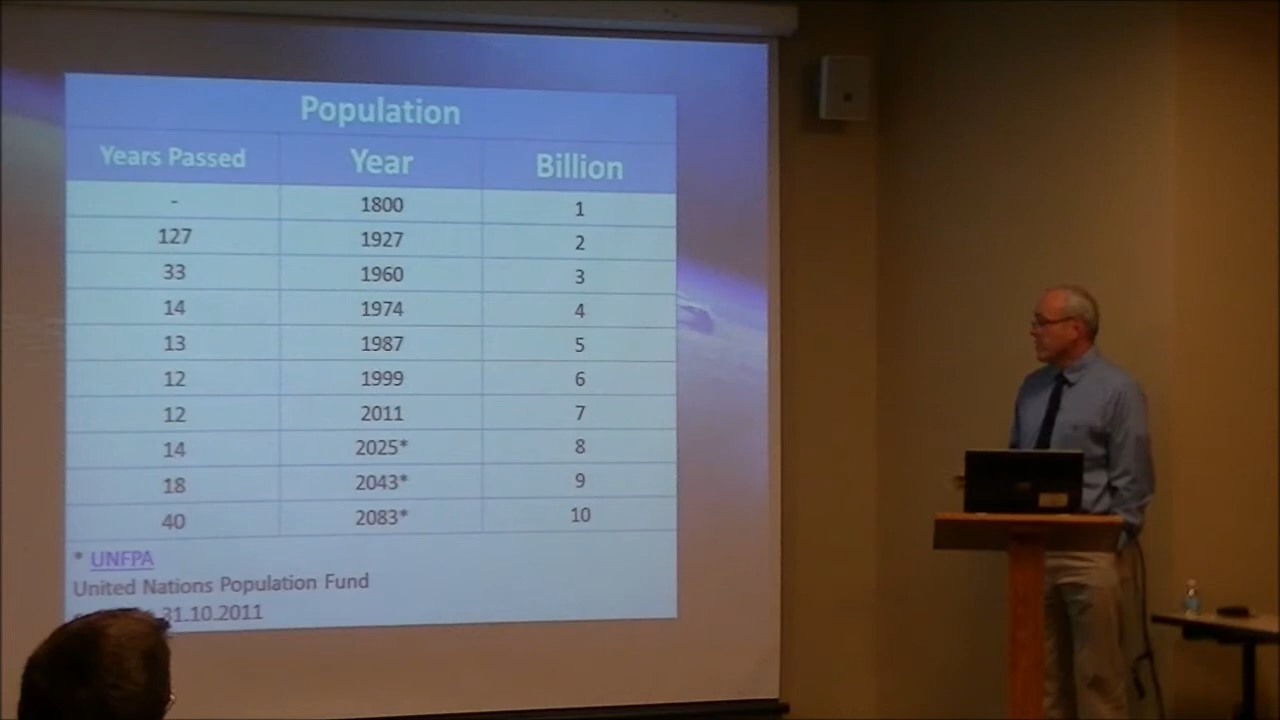 Population
Years Passed Year Billion
- 1800 1
127 1927 2
33 1960 3
14 1974 4
13 1987 5
12 1999 6
12 2011 7
14 2025* 8
18 2043* 9
40 2083* 10
* UNFPA
United Nations Population Fund
31.10.2011